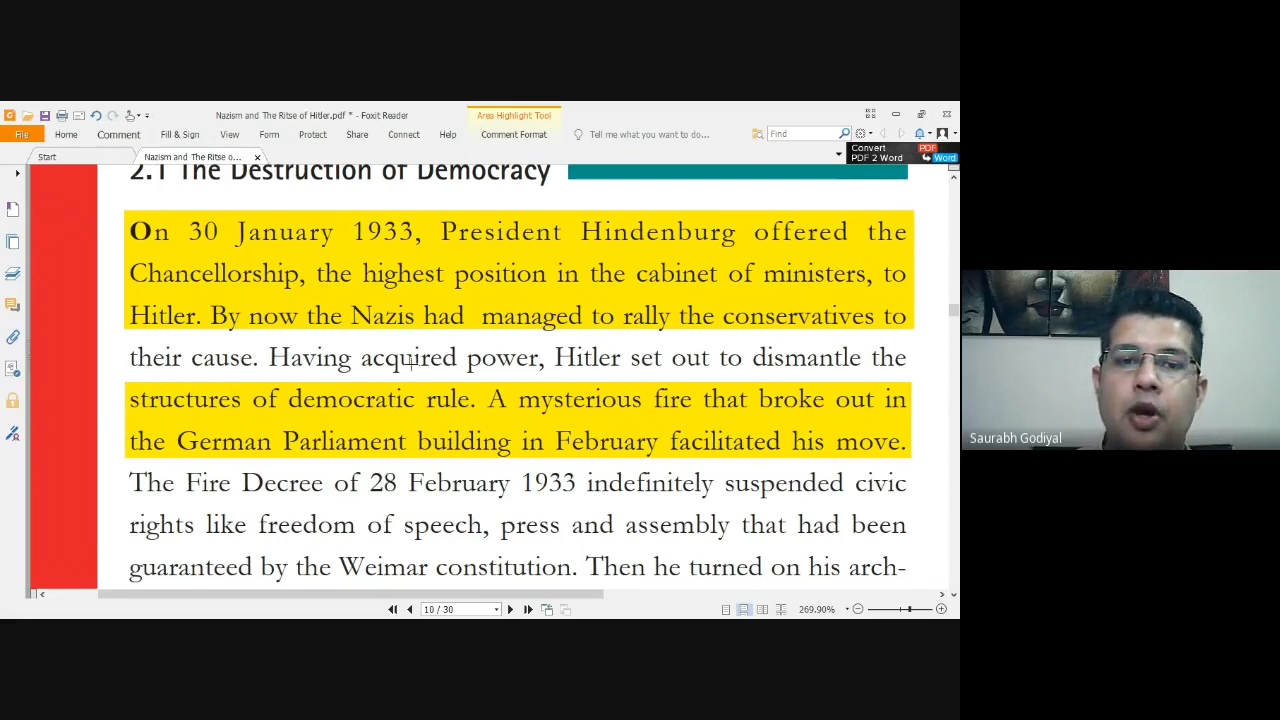 Nazism and The Ritse of Hitler.pdf * - Foxit Reader
Area Highlight Tool
File Home Comment Fill & Sign View Form Protect Share Connect Help Comment Format Tell me what you want to do... Find
Start Nazism and The Ritse o...
Convert PDF
PDF 2 Word Word
2.1 The Destruction of Democracy
On 30 January 1933, President Hindenburg offered the
Chancellorship, the highest position in the cabinet of ministers, to
Hitler. By now the Nazis had managed to rally the conservatives to
their cause. Having acquired power, Hitler set out to dismantle the
structures of democratic rule. A mysterious fire that broke out in
the German Parliament building in February facilitated his move.
The Fire Decree of 28 February 1933 indefinitely suspended civic
rights like freedom of speech, press and assembly that had been
guaranteed by the Weimar constitution. Then he turned on his arch-
10 / 30
269.90%
Saurabh Godiyal